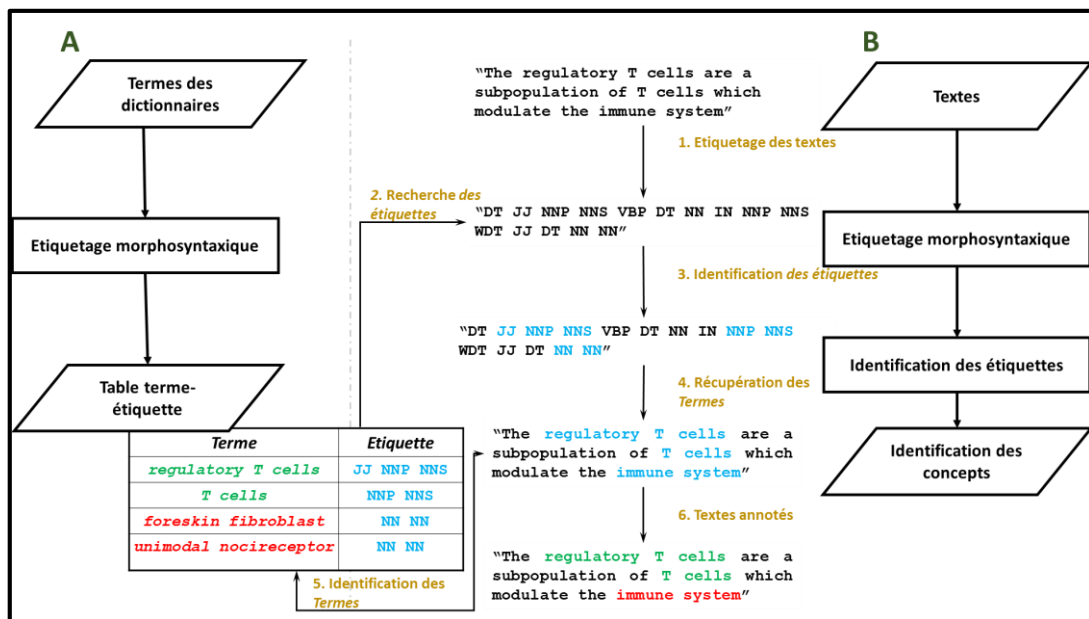 A
Termes des
dictionnaires
Etiquetage morphosyntaxique
Table terme-
étiquette
Terme Etiquette
regulatory T cells JJ NNP NNS
T cells NNP NNS
foreskin fibroblast NN NN
unimodal nocireceptor NN NN
“The regulatory T cells are a
subpopulation of T cells which
modulate the immune system”
1. Etiquetage des textes
2. Recherche des
étiquettes
“DT JJ NNP NNS VBP DT NN IN NNP NNS
WDT JJ DT NN NN”
3. Identification des étiquettes
“DT JJ NNP NNS VBP DT NN IN NNP NNS
WDT JJ DT NN NN”
4. Récupération des
Termes
“The regulatory T cells are a
subpopulation of T cells which
modulate the immune system”
5. Identification des
Termes
6. Textes annotés
“The regulatory T cells are a
subpopulation of T cells which
modulate the immune system”
B
Textes
Etiquetage morphosyntaxique
Identification des étiquettes
Identification des
concepts